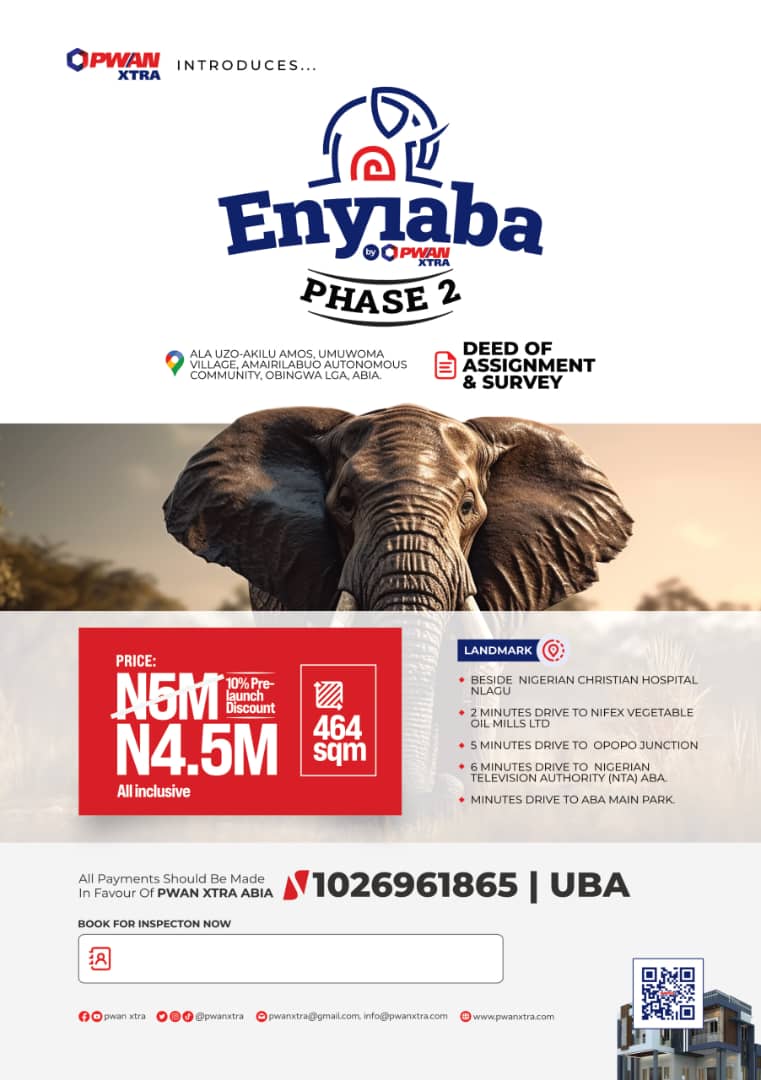 PWAN
XTRA
INTRODUCES...
Enyiaba
by PWAN
XTRA
PHASE 2
ALA UZO-AKILU AMOS, UMUWOMA
VILLAGE, AMAIRILABUO AUTONOMOUS
COMMUNITY, OBINGWA LGA, ABIA.
DEED OF
ASSIGNMENT
& SURVEY
PRICE:
N5M
10% Pre-
launch
Discount
N4.5M
All inclusive
464
sqm
LANDMARK
BESIDE NIGERIAN CHRISTIAN HOSPITAL
NLAGU
2 MINUTES DRIVE TO NIFEX VEGETABLE
OIL MILLS LTD
5 MINUTES DRIVE TO OPOPO JUNCTION
6 MINUTES DRIVE TO NIGERIAN
TELEVISION AUTHORITY (NTA) ABA.
MINUTES DRIVE TO ABA MAIN PARK.
All Payments Should Be Made
In Favour Of PWAN XTRA ABIA
1026961865 | UBA
BOOK FOR INSPECTON NOW
pwan xtra
@pwanxtra
pwanxtra@gmail.com, info@pwanxtra.com
www.pwanxtra.com